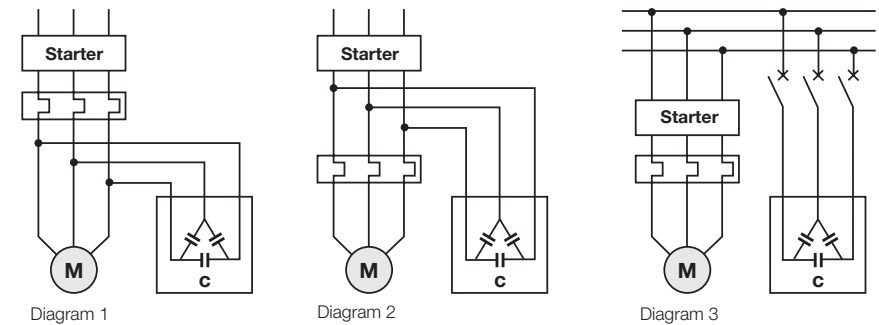 Starter
M
C
Diagram 1
Starter
M
C
Diagram 2
Starter
M
C
Diagram 3